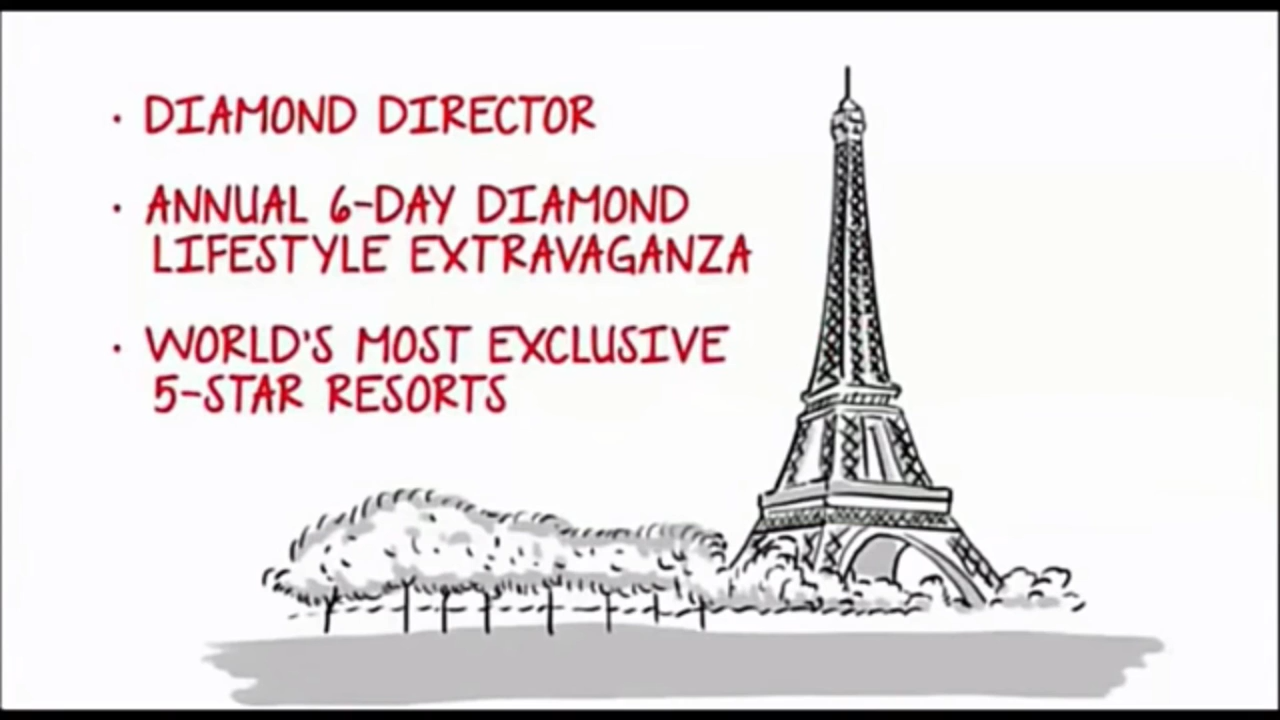 · DIAMOND DIRECTOR
· ANNUAL 6-DAY DIAMOND
LIFESTYLE EXTRAVAGANZA
· WORLD'S MOST EXCLUSIVE
5-STAR RESORTS